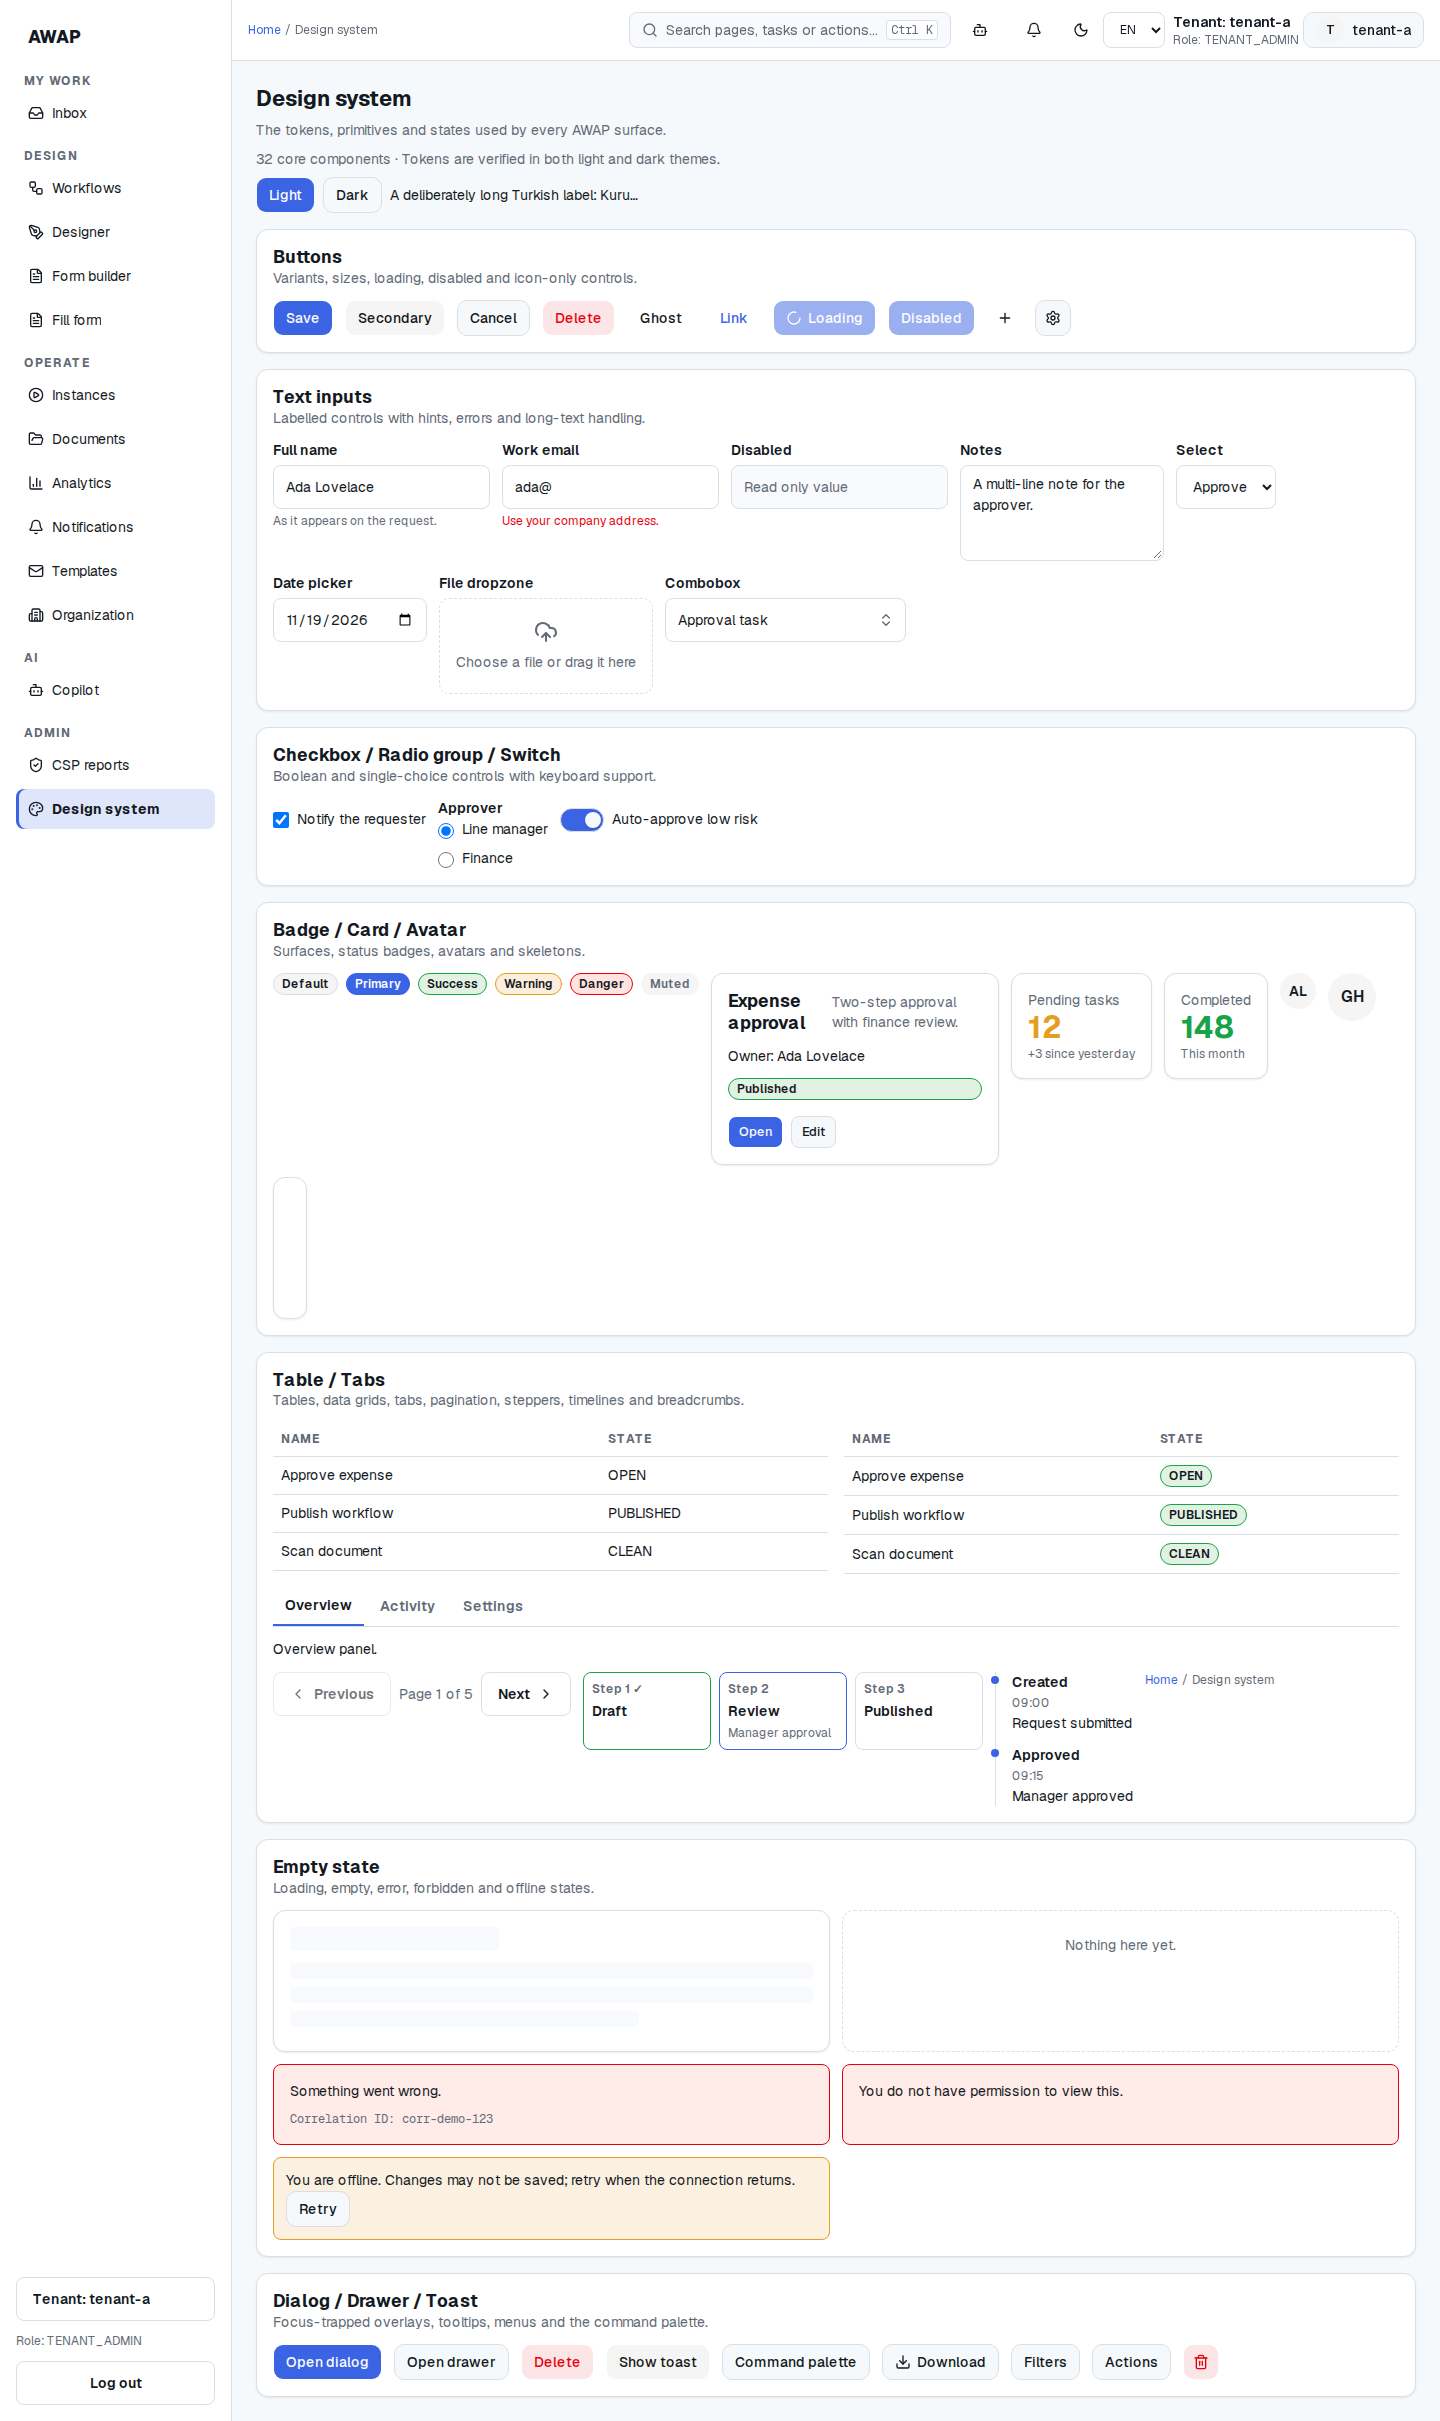 AWAP
MY WORK
Inbox
DESIGN
Workflows
Designer
Form builder
Fill form
OPERATE
Instances
Documents
Analytics
Notifications
Templates
Organization
AI
Copilot
ADMIN
CSP reports
Design system
Tenant: tenant-a
Role: TENANT_ADMIN
Log out
Home / Design system
Search pages, tasks or actions... Ctrl K
EN
Tenant: tenant-a
Role: TENANT_ADMIN
T tenant-a
Design system
The tokens, primitives and states used by every AWAP surface.
32 core components · Tokens are verified in both light and dark themes.
Light Dark A deliberately long Turkish label: Kuru...
Buttons
Variants, sizes, loading, disabled and icon-only controls.
Save Secondary Cancel Delete Ghost Link Loading Disabled
Text inputs
Labelled controls with hints, errors and long-text handling.
Full name Work email Disabled Notes Select
Ada Lovelace ada@ Read only value A multi-line note for the approver. Approve
As it appears on the request. Use your company address.
Date picker File dropzone Combobox
11/19/2026 Choose a file or drag it here Approval task
Checkbox / Radio group / Switch
Boolean and single-choice controls with keyboard support.
Notify the requester
Approver
Line manager
Finance
Auto-approve low risk
Badge / Card / Avatar
Surfaces, status badges, avatars and skeletons.
Default Primary Success Warning Danger Muted
Expense approval
Two-step approval with finance review.
Owner: Ada Lovelace
Published
Open Edit
Pending tasks
12
+3 since yesterday
Completed
148
This month
AL GH
Table / Tabs
Tables, data grids, tabs, pagination, steppers, timelines and breadcrumbs.
NAME STATE
Approve expense OPEN
Publish workflow PUBLISHED
Scan document CLEAN
NAME STATE
Approve expense OPEN
Publish workflow PUBLISHED
Scan document CLEAN
Overview Activity Settings
Overview panel.
Previous Page 1 of 5 Next
Step 1 ✓
Draft
Step 2
Review
Manager approval
Step 3
Published
Created
09:00
Request submitted
Approved
09:15
Manager approved
Home / Design system
Empty state
Loading, empty, error, forbidden and offline states.
Nothing here yet.
Something went wrong.
Correlation ID: corr-demo-123
You do not have permission to view this.
You are offline. Changes may not be saved; retry when the connection returns.
Retry
Dialog / Drawer / Toast
Focus-trapped overlays, tooltips, menus and the command palette.
Open dialog Open drawer Delete Show toast Command palette Download Filters Actions